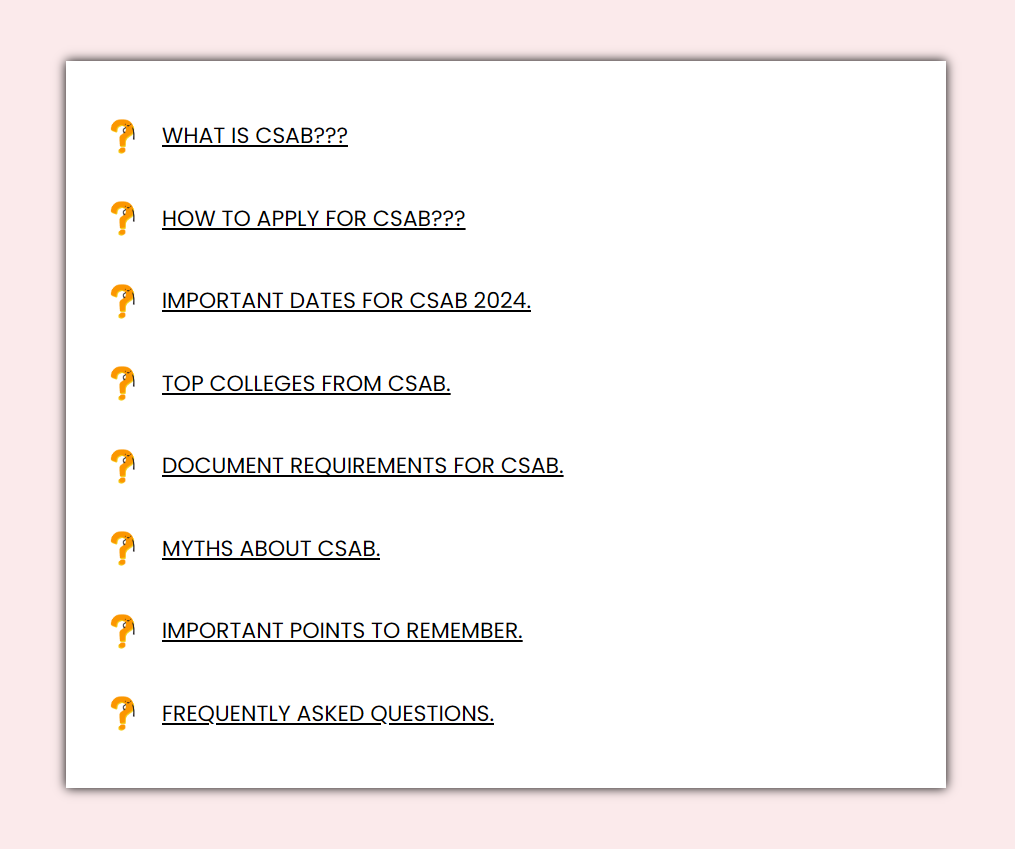 WHAT IS CSAB???
HOW TO APPLY FOR CSAB???
IMPORTANT DATES FOR CSAB 2024.
TOP COLLEGES FROM CSAB.
DOCUMENT REQUIREMENTS FOR CSAB.
MYTHS ABOUT CSAB.
IMPORTANT POINTS TO REMEMBER.
FREQUENTLY ASKED QUESTIONS.